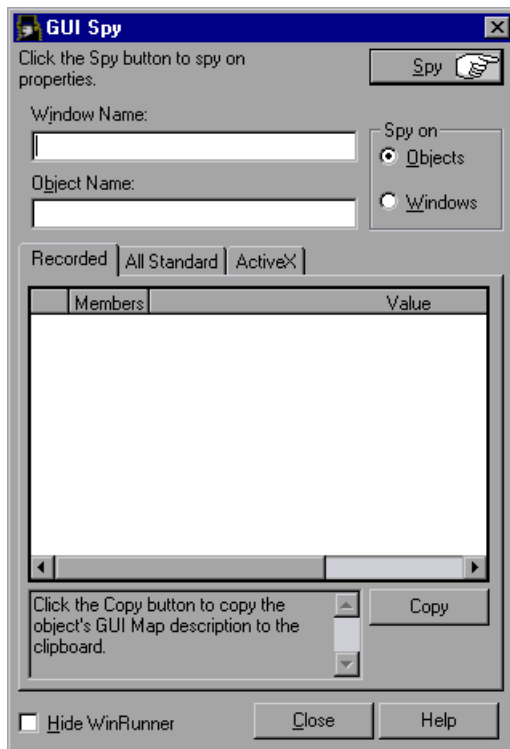 GUI Spy
Click the Spy button to spy on
properties.
Spy
Window Name:
Spy on
Objects
Object Name:
Windows
Recorded All Standard ActiveX
Members Value
Click the Copy button to copy the
object's GUI Map description to the
clipboard.
Copy
Hide WinRunner
Close
Help